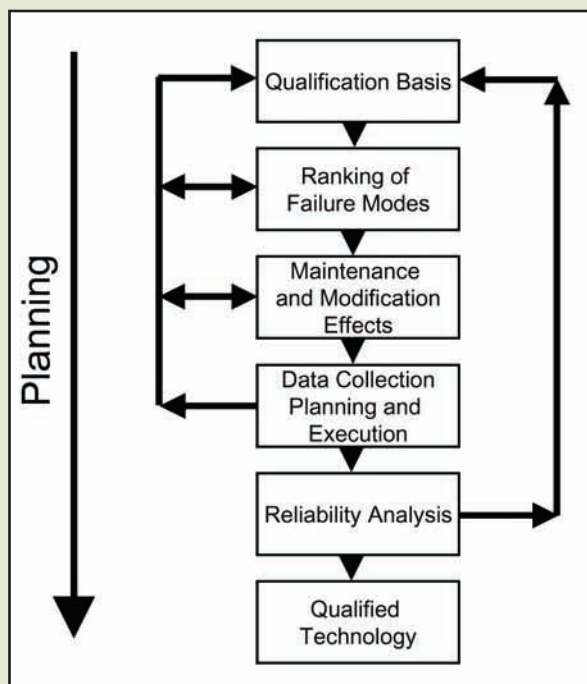 Planning
Qualification Basis
Ranking of
Failure Modes
Maintenance
and Modification
Effects
Data Collection
Planning and
Execution
Reliability Analysis
Qualified
Technology